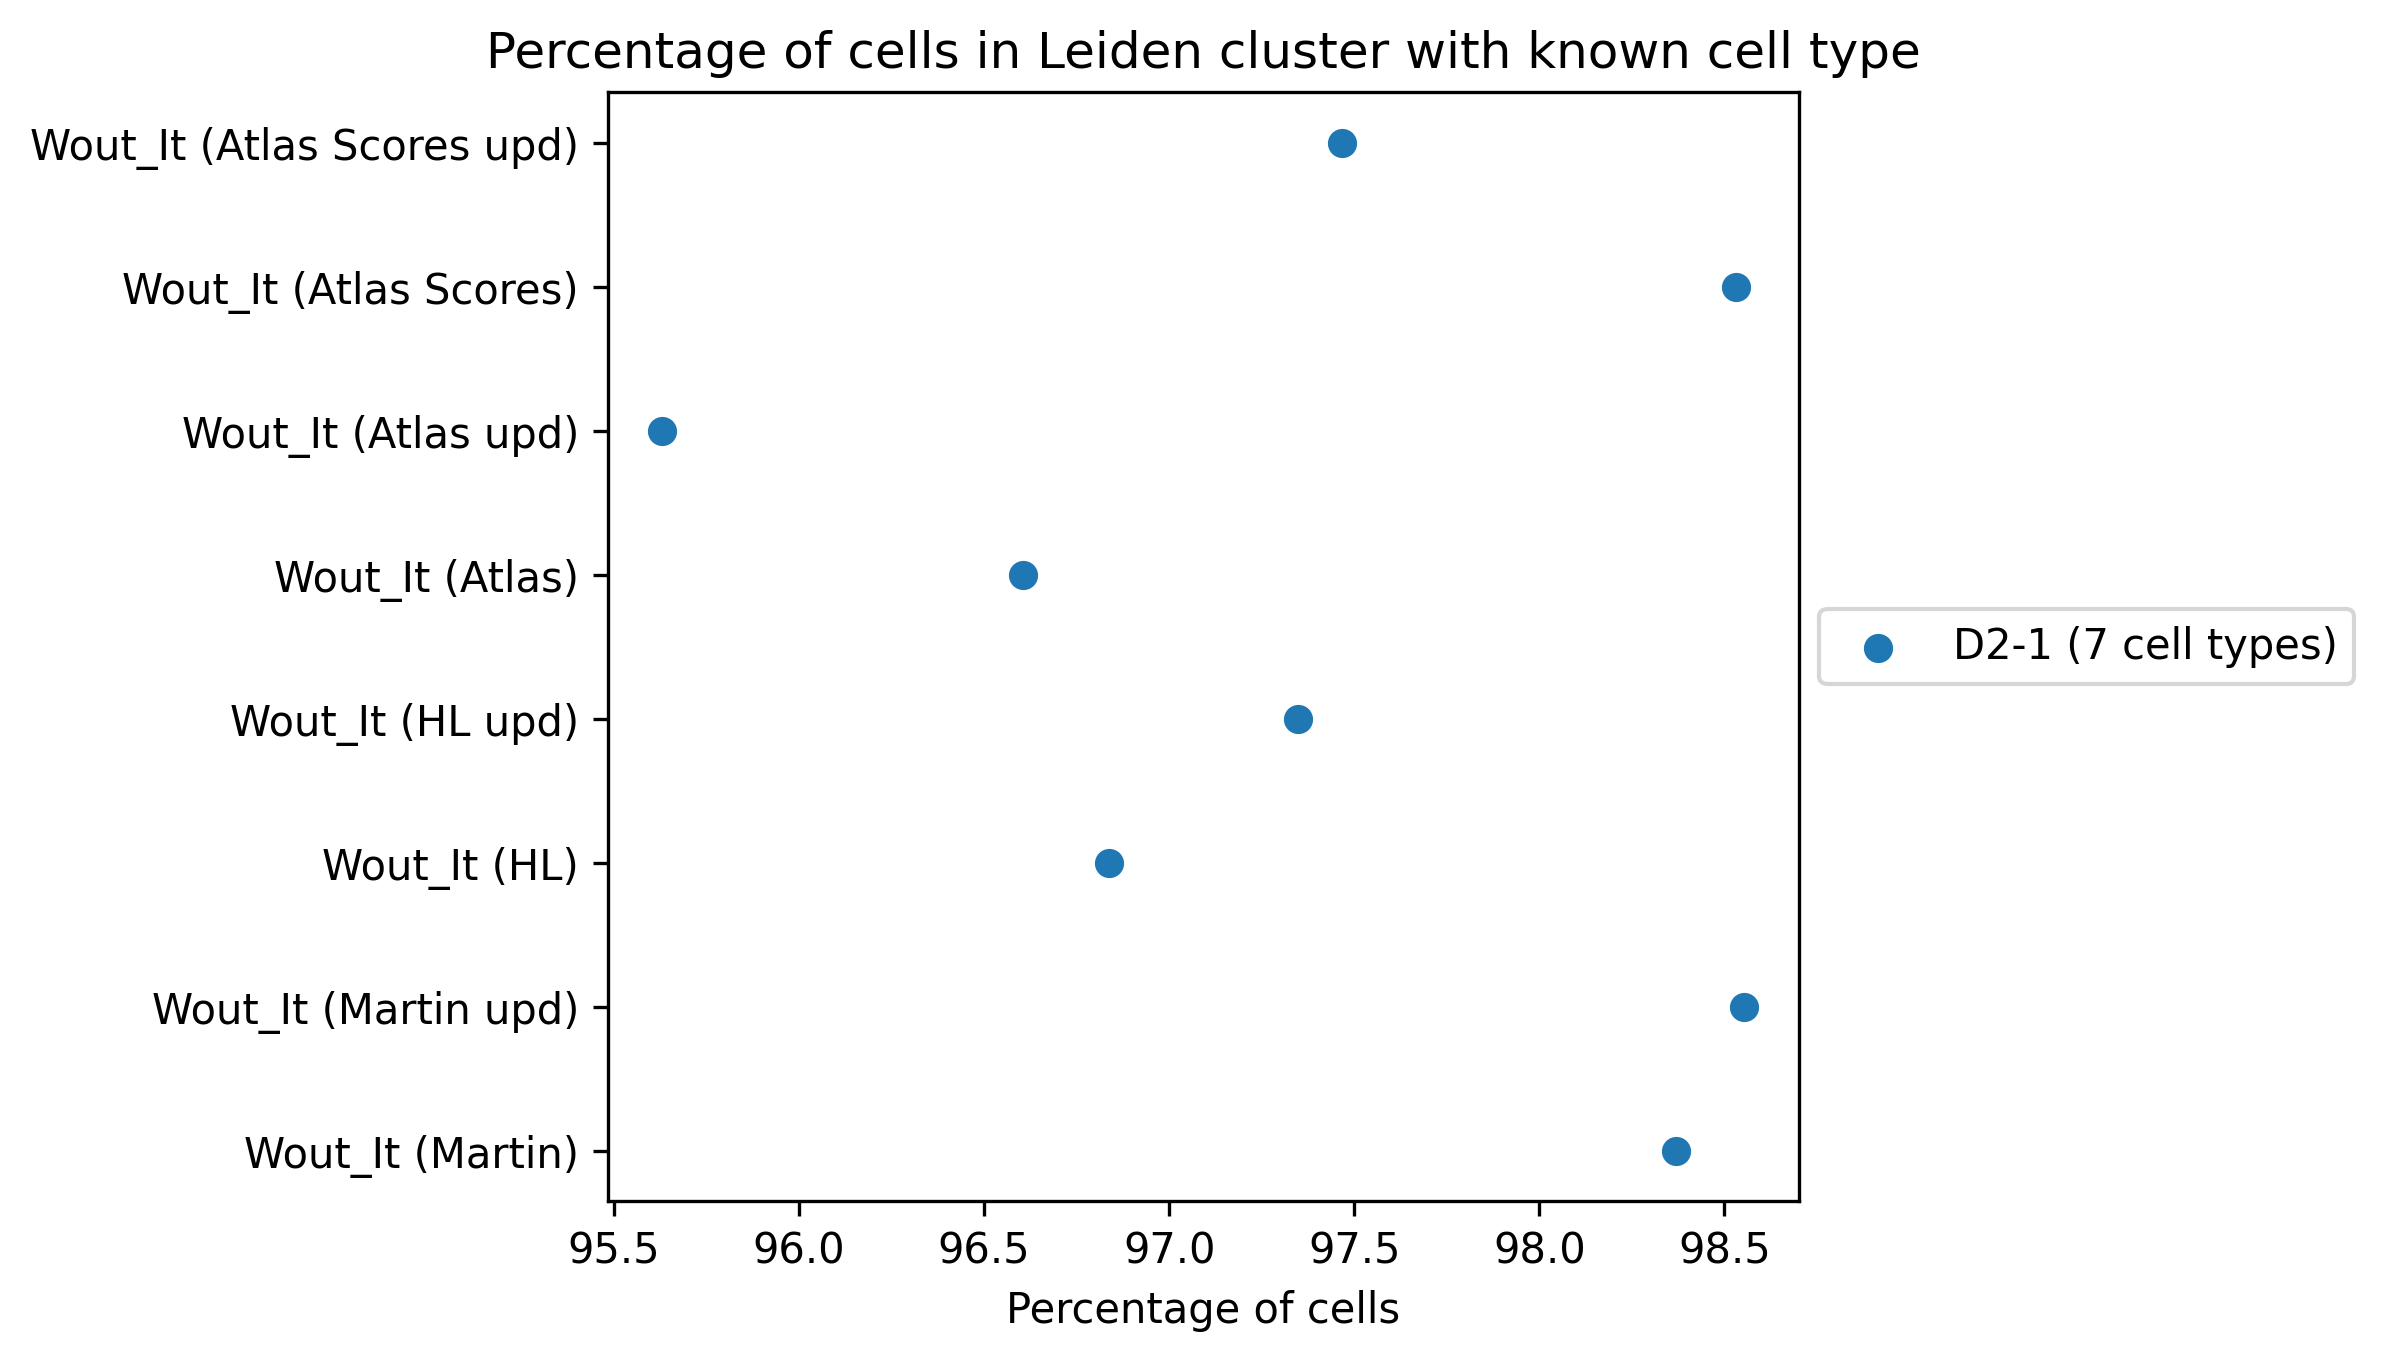 Percentage of cells in Leiden cluster with known cell type
Wout_It (Atlas Scores upd)
Wout_It (Atlas Scores)
Wout_It (Atlas upd)
Wout_It (Atlas)
Wout_It (HL upd)
Wout_It (HL)
Wout_It (Martin upd)
Wout_It (Martin)
D2-1 (7 cell types)
95.5 96.0 96.5 97.0 97.5 98.0 98.5
Percentage of cells